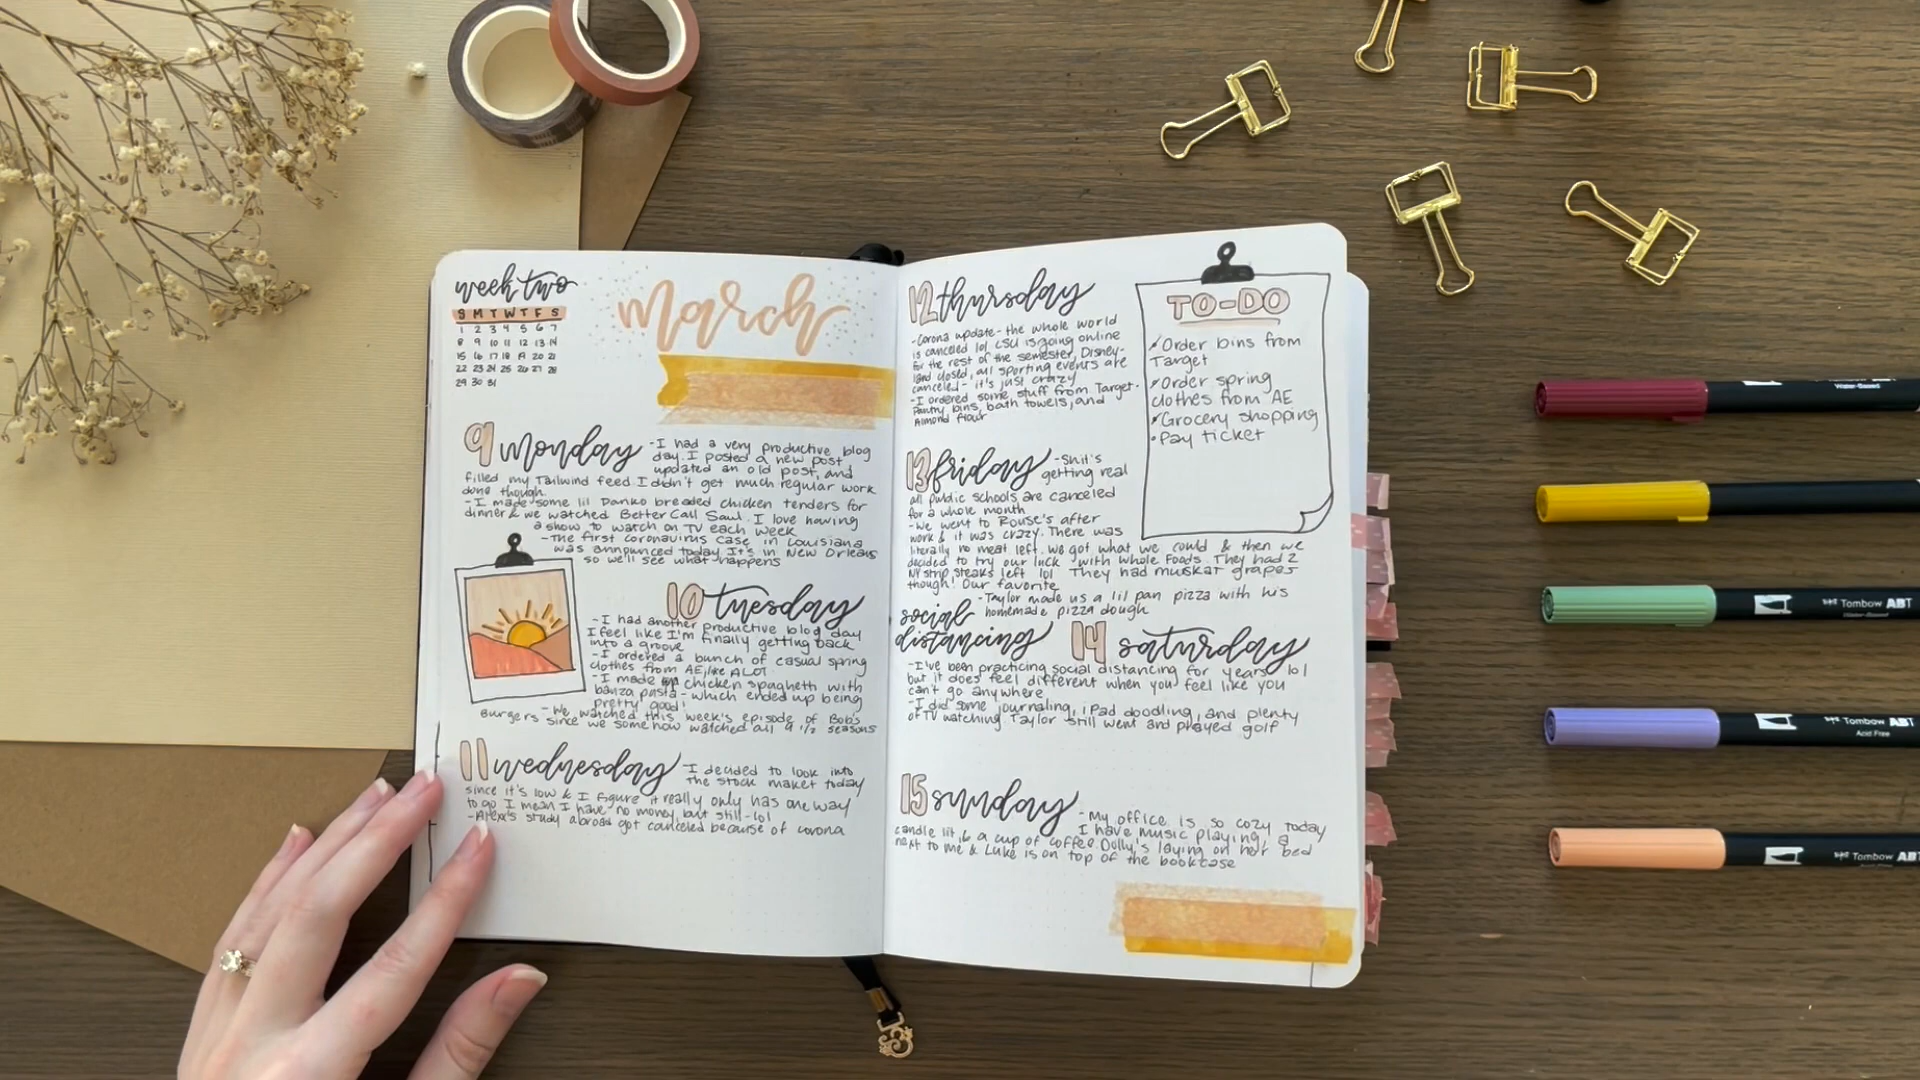 week two
S M T W T F S
1 2 3 4 5 6 7
8 9 10 11 12 13 14
15 16 17 18 19 20 21
22 23 24 25 26 27 28
29 30 31
March
9 monday
-I had a very productive blog
day. I posted a new post
updated an old post, and
filled my Tailwind feed I didn't get much regular work
done though.
-I made some lil Panko breaded chicken tenders for
dinner & we watched Better Call Saul. I love having
a show to watch on TV each week
-The first coronavirus case in Louisiana
was announced today. It's in New Orleans
so we'll see what happens
10 tuesday
-I had another productive blog day
I feel like I'm finally getting back
into a groove
-I ordered a bunch of casual spring
clothes from AE, like ALOT
-I made chicken spaghetti with
banza pasta - which ended up being
pretty good!
-We watched this week's episode of Bob's
Burgers since we somehow watched all 9 1/2 seasons
11 wednesday
-I decided to look into
the stock market today
since it's low & I figure it really only has one way
to go I mean I have no money, but still - lol
-Alexx's study abroad got canceled because of corona
12 thursday
-Corona update - the whole world
is canceled lol LSU is going online
for the rest of the semester, Disney-
land closed, all sporting events are
canceled - it's just crazy
-I ordered some stuff from Target.
Pantry bins, bath towels, and
Almond flour
TO-DO
Order bins from
Target
Order spring
clothes from AE
Grocery shopping
Pay ticket
13 friday
-Shit's
getting real
all public schools are canceled
for a whole month
-We went to Rouse's after
work & it was crazy. There was
literally no meat left. We got what we could & then we
decided to try our luck with Whole Foods. They had 2
NY strip steaks left lol They had muskat grapes
though! Our favorite
-Taylor made us a lil pan pizza with his
homemade pizza dough
social
distancing
14 saturday
-I've been practicing social distancing for years lol
but it does feel different when you feel like you
can't go anywhere
-I did some journaling, iPad doodling, and plenty
of TV watching Taylor still went and played golf
15 sunday
-My office is so cozy today
I have music playing, a
candle lit, & a cup of coffee. Dolly's laying on her bed
next to me & Luke is on top of the bookcase
Water-Based
Tombow ABT
Water-Based
Tombow ABT
Acid Free
Tombow ABT